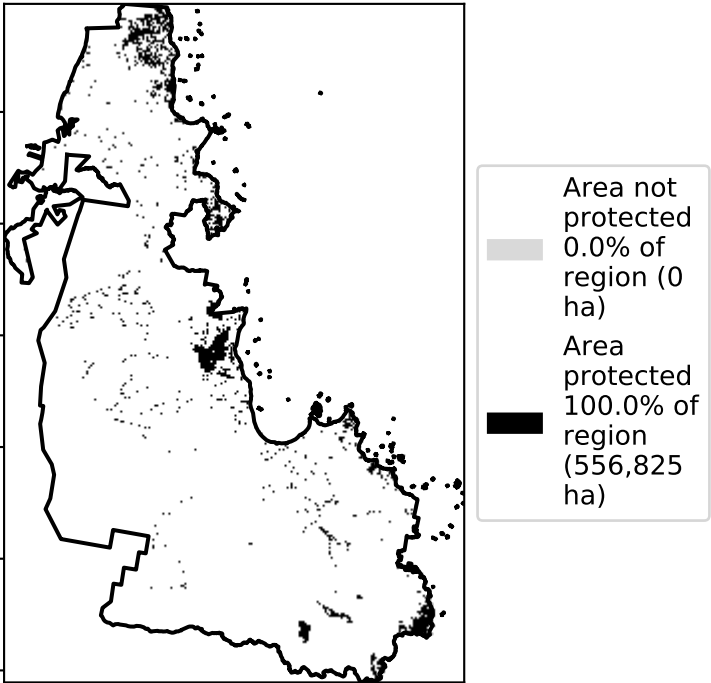 Area not
protected
0.0% of
region (0
ha)
Area
protected
100.0% of
region
(556,825
ha)